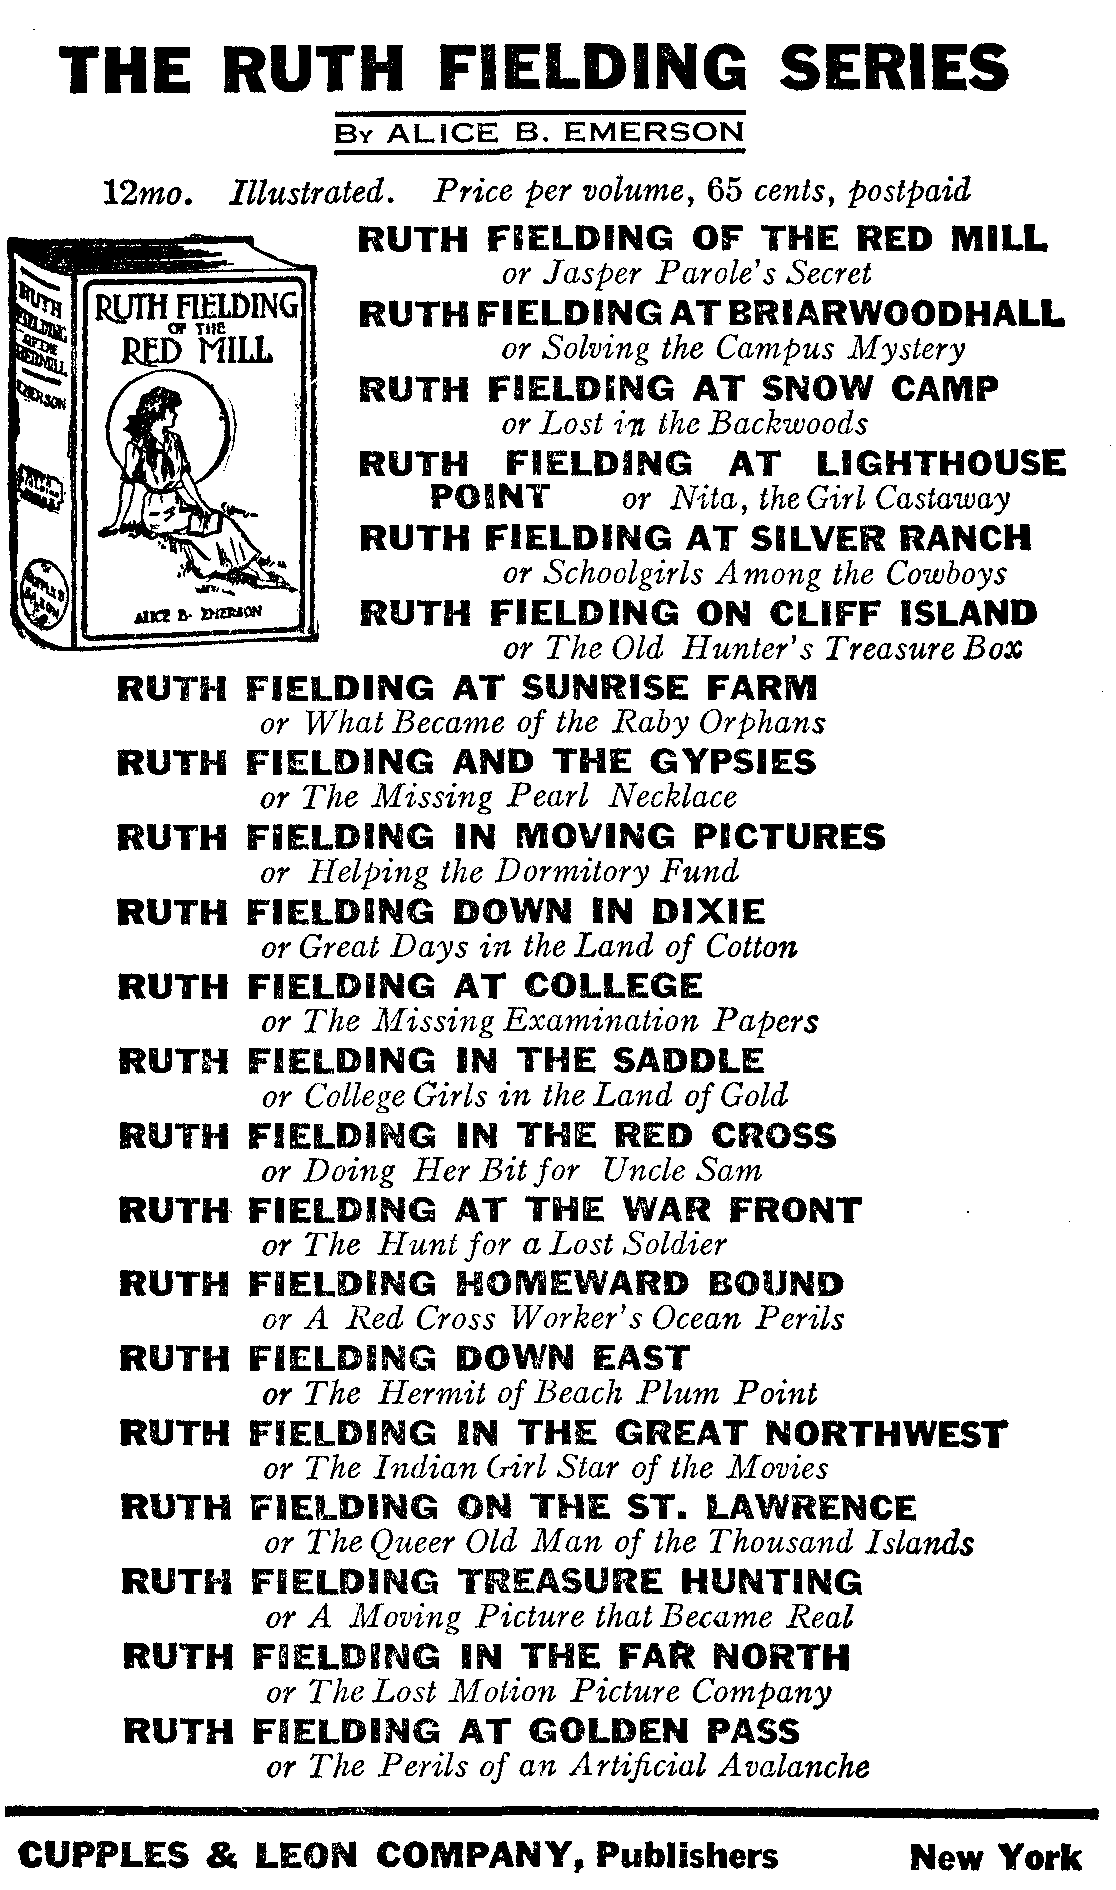 THE RUTH FIELDING SERIES
By ALICE B. EMERSON
12mo. Illustrated. Price per volume, 65 cents, postpaid
RUTH FIELDING
OF THE
RED MILL
ALICE B. EMERSON
RUTH
FIELDING
OF THE
RED MILL
EMERSON
CUPPLES
& LEON
RUTH FIELDING OF THE RED MILL
or Jasper Parole's Secret
RUTH FIELDING AT BRIARWOODHALL
or Solving the Campus Mystery
RUTH FIELDING AT SNOW CAMP
or Lost in the Backwoods
RUTH FIELDING AT LIGHTHOUSE
POINT or Nita, the Girl Castaway
RUTH FIELDING AT SILVER RANCH
or Schoolgirls Among the Cowboys
RUTH FIELDING ON CLIFF ISLAND
or The Old Hunter's Treasure Box
RUTH FIELDING AT SUNRISE FARM
or What Became of the Raby Orphans
RUTH FIELDING AND THE GYPSIES
or The Missing Pearl Necklace
RUTH FIELDING IN MOVING PICTURES
or Helping the Dormitory Fund
RUTH FIELDING DOWN IN DIXIE
or Great Days in the Land of Cotton
RUTH FIELDING AT COLLEGE
or The Missing Examination Papers
RUTH FIELDING IN THE SADDLE
or College Girls in the Land of Gold
RUTH FIELDING IN THE RED CROSS
or Doing Her Bit for Uncle Sam
RUTH FIELDING AT THE WAR FRONT
or The Hunt for a Lost Soldier
RUTH FIELDING HOMEWARD BOUND
or A Red Cross Worker's Ocean Perils
RUTH FIELDING DOWN EAST
or The Hermit of Beach Plum Point
RUTH FIELDING IN THE GREAT NORTHWEST
or The Indian Girl Star of the Movies
RUTH FIELDING ON THE ST. LAWRENCE
or The Queer Old Man of the Thousand Islands
RUTH FIELDING TREASURE HUNTING
or A Moving Picture that Became Real
RUTH FIELDING IN THE FAR NORTH
or The Lost Motion Picture Company
RUTH FIELDING AT GOLDEN PASS
or The Perils of an Artificial Avalanche
CUPPLES & LEON COMPANY, Publishers New York